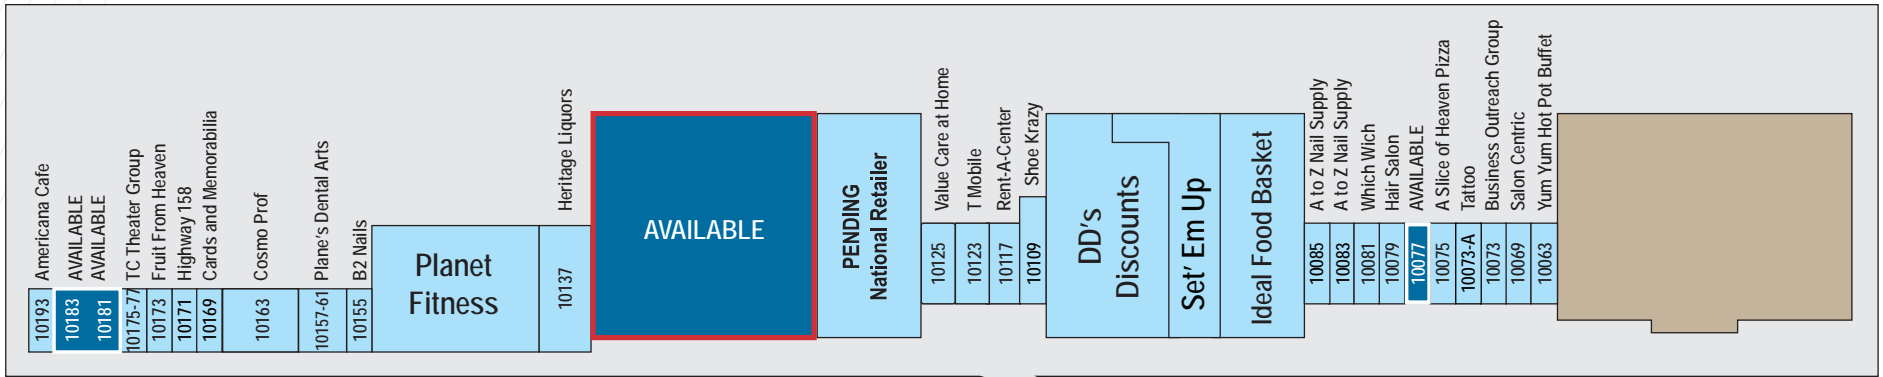 Americana Cafe
10193
AVAILABLE
10183
AVAILABLE
10181
TC Theater Group
10175-77
Fruit From Heaven
10173
Highway 158
10171
Cards and Memorabilia
10169
Cosmo Prof
10163
Plane's Dental Arts
10157-61
B2 Nails
10155
Planet
Fitness
Heritage Liquors
10137
AVAILABLE
PENDING
National Retailer
Value Care at Home
10125
T Mobile
10123
Rent-A-Center
10117
Shoe Krazy
10109
DD's
Discounts
Set' Em Up
Ideal Food Basket
A to Z Nail Supply
10085
A to Z Nail Supply
10083
Which Wich
10081
Hair Salon
10079
AVAILABLE
10077
A Slice of Heaven Pizza
10075
Tattoo
10073-A
Business Outreach Group
10073
Salon Centric
10069
Yum Yum Hot Pot Buffet
10063